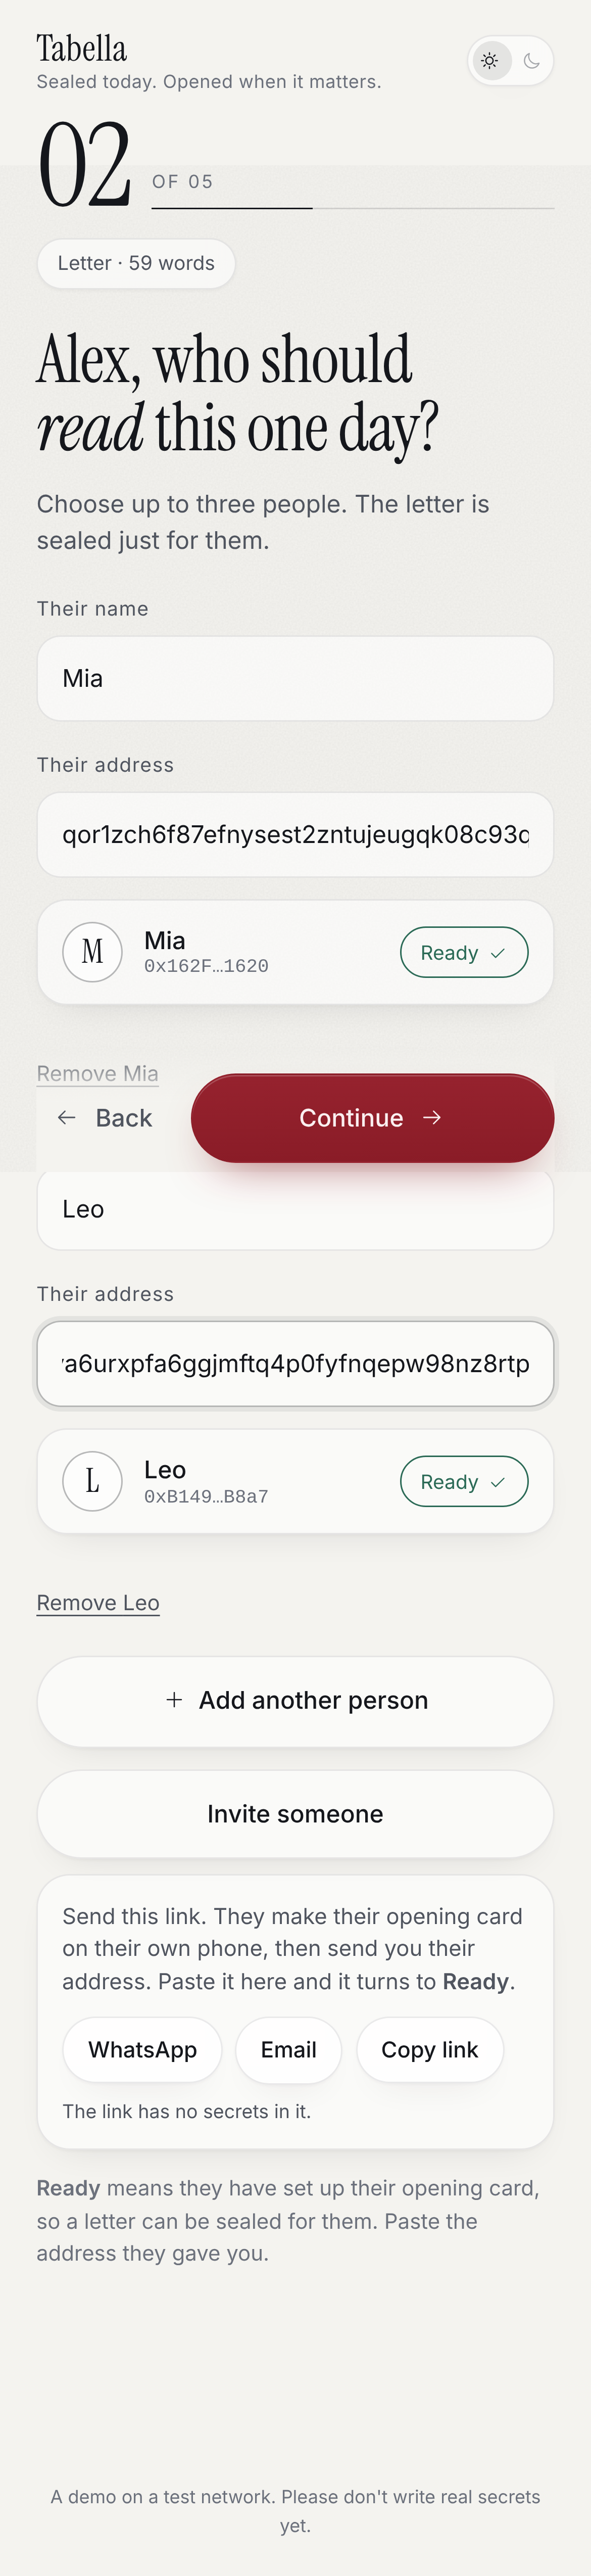 Tabella
Sealed today. Opened when it matters.
02
OF 05
Letter · 59 words
Alex, who should
read this one day?
Choose up to three people. The letter is
sealed just for them.
Their name
Mia
Their address
qor1zch6f87efnysest2zntujeugqk08c93q
M
Mia
0x162F…1620
Ready
Remove Mia
Back
Continue
Leo
Their address
a6urxpfa6ggjmftq4p0fyfnqepw98nz8rtp
L
Leo
0xB149…B8a7
Ready
Remove Leo
+ Add another person
Invite someone
Send this link. They make their opening card
on their own phone, then send you their
address. Paste it here and it turns to Ready.
WhatsApp
Email
Copy link
The link has no secrets in it.
Ready means they have set up their opening card,
so a letter can be sealed for them. Paste the
address they gave you.
A demo on a test network. Please don't write real secrets
yet.